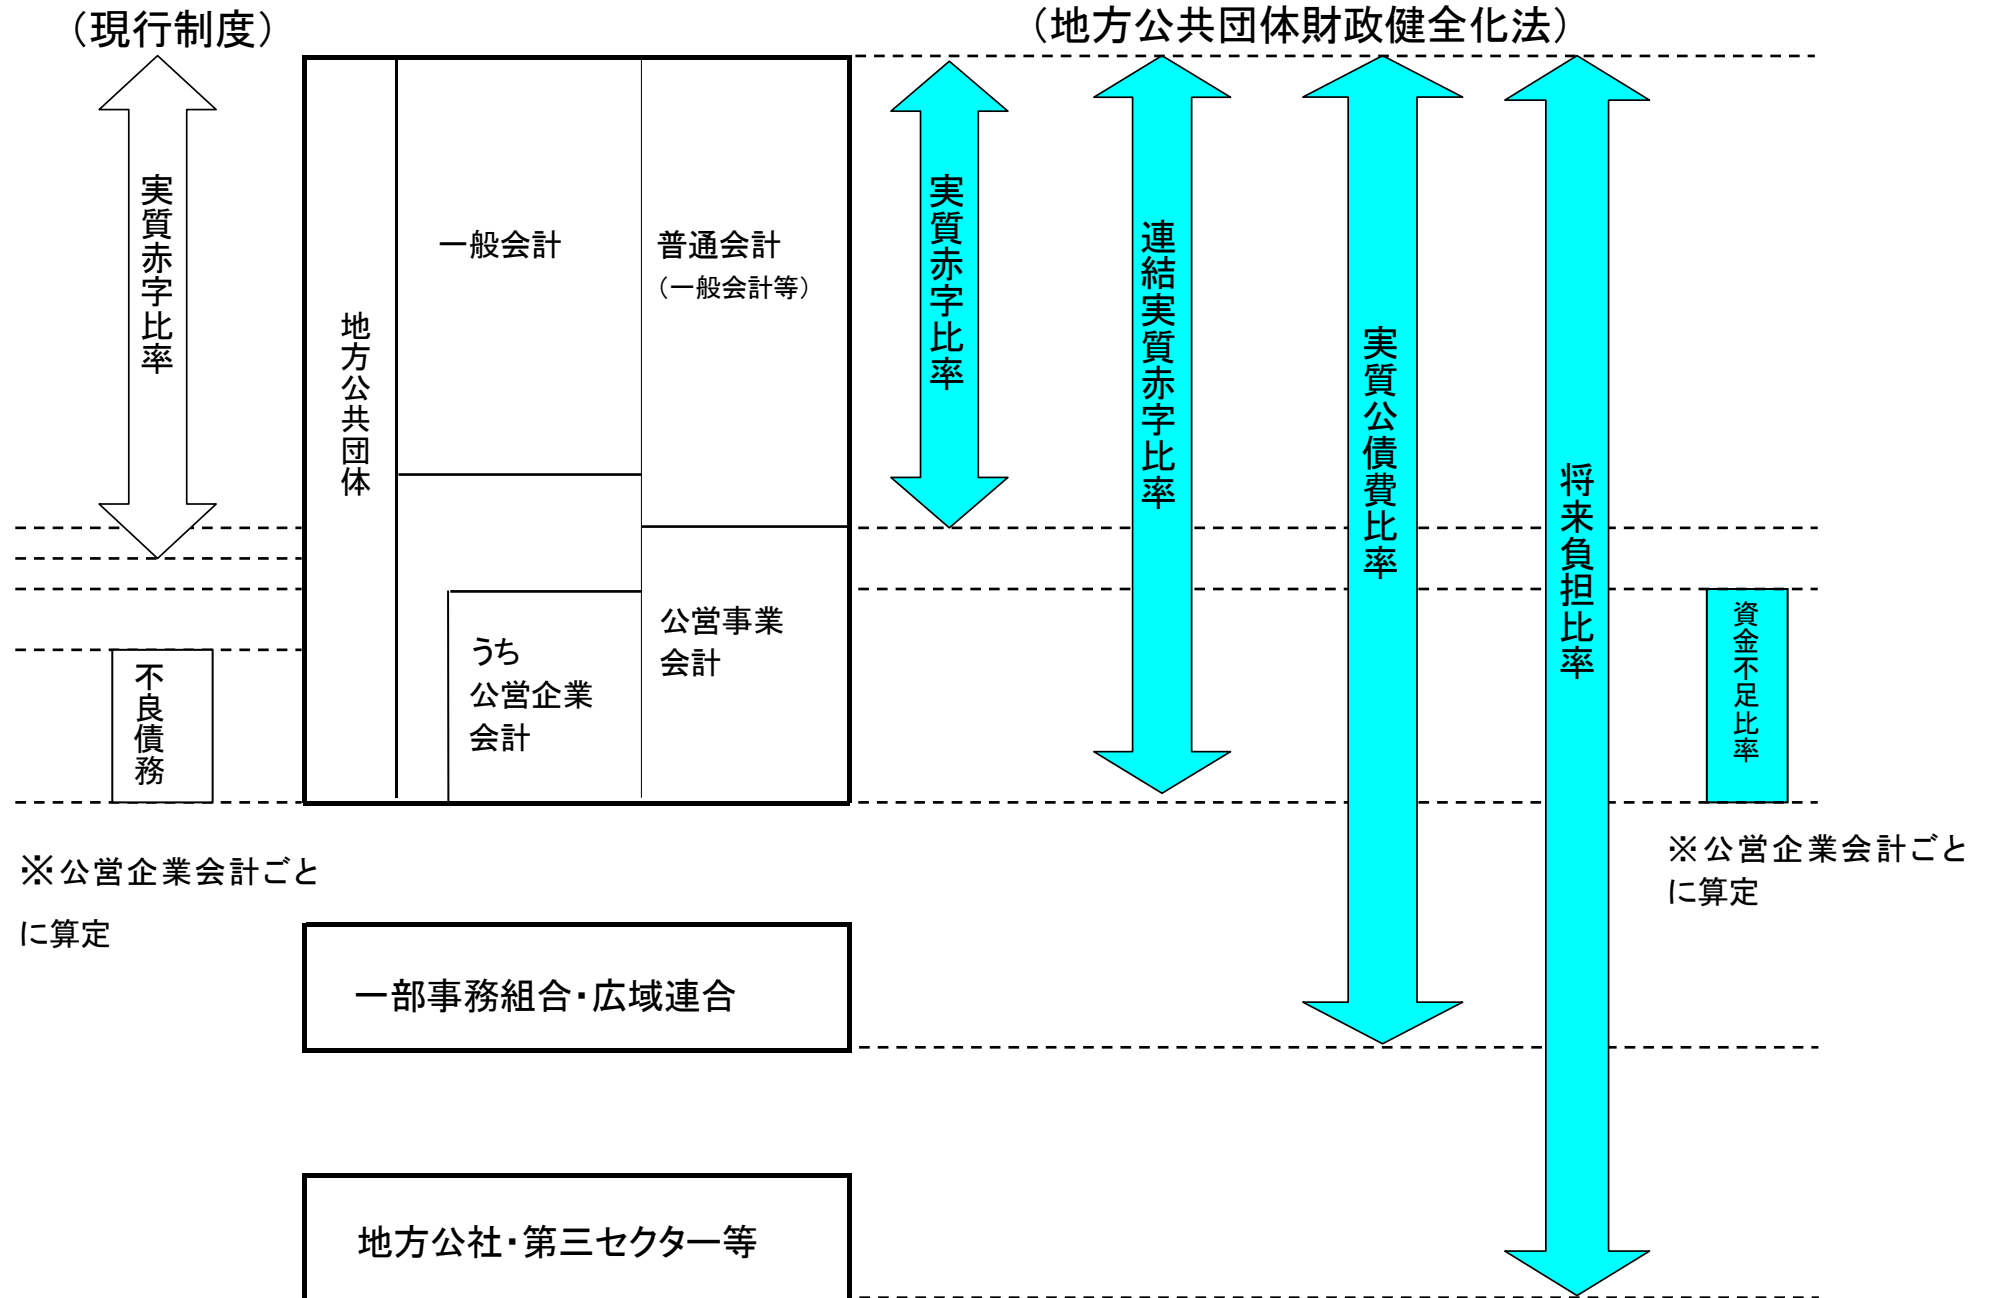 （現行制度）
（地方公共団体財政健全化法）
実質赤字比率
不良債務
※公営企業会計ごと
に算定
地方公共団体
一般会計
うち
公営企業
会計
普通会計
（一般会計等）
公営事業
会計
一部事務組合・広域連合
地方公社・第三セクター等
実質赤字比率
連結実質赤字比率
実質公債費比率
将来負担比率
資金不足比率
※公営企業会計ごと
に算定